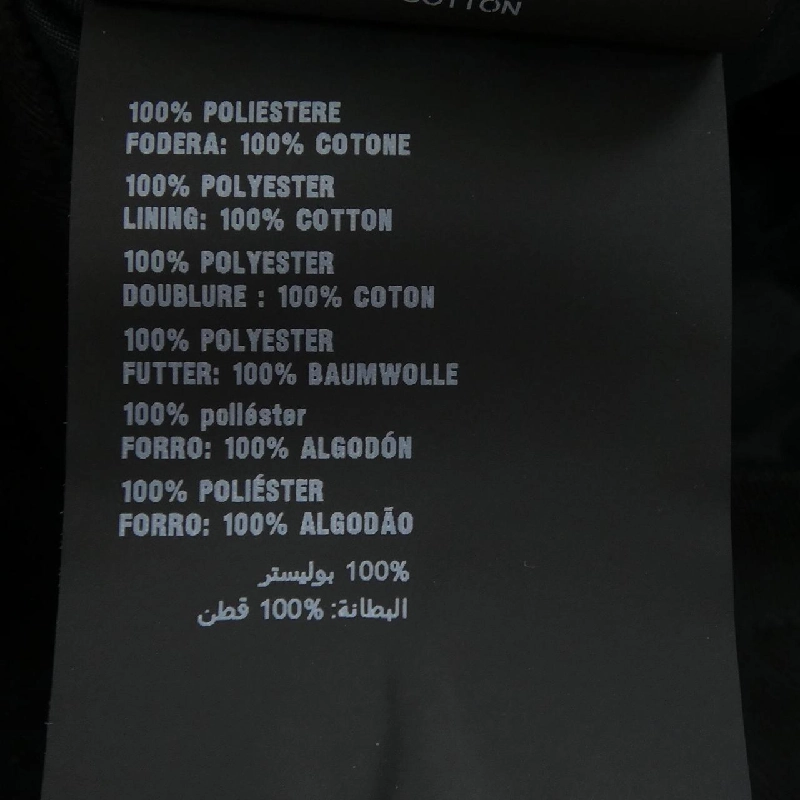 COTTON
100% POLIESTERE
FODERA: 100% COTONE
100% POLYESTER
LINING: 100% COTTON
100% POLYESTER
DOUBLURE : 100% COTON
100% POLYESTER
FUTTER: 100% BAUMWOLLE
100% poliéster
FORRO: 100% ALGODÓN
100% POLIÉSTER
FORRO: 100% ALGODÃO
100% بوليستر
البطانة: 100% قطن